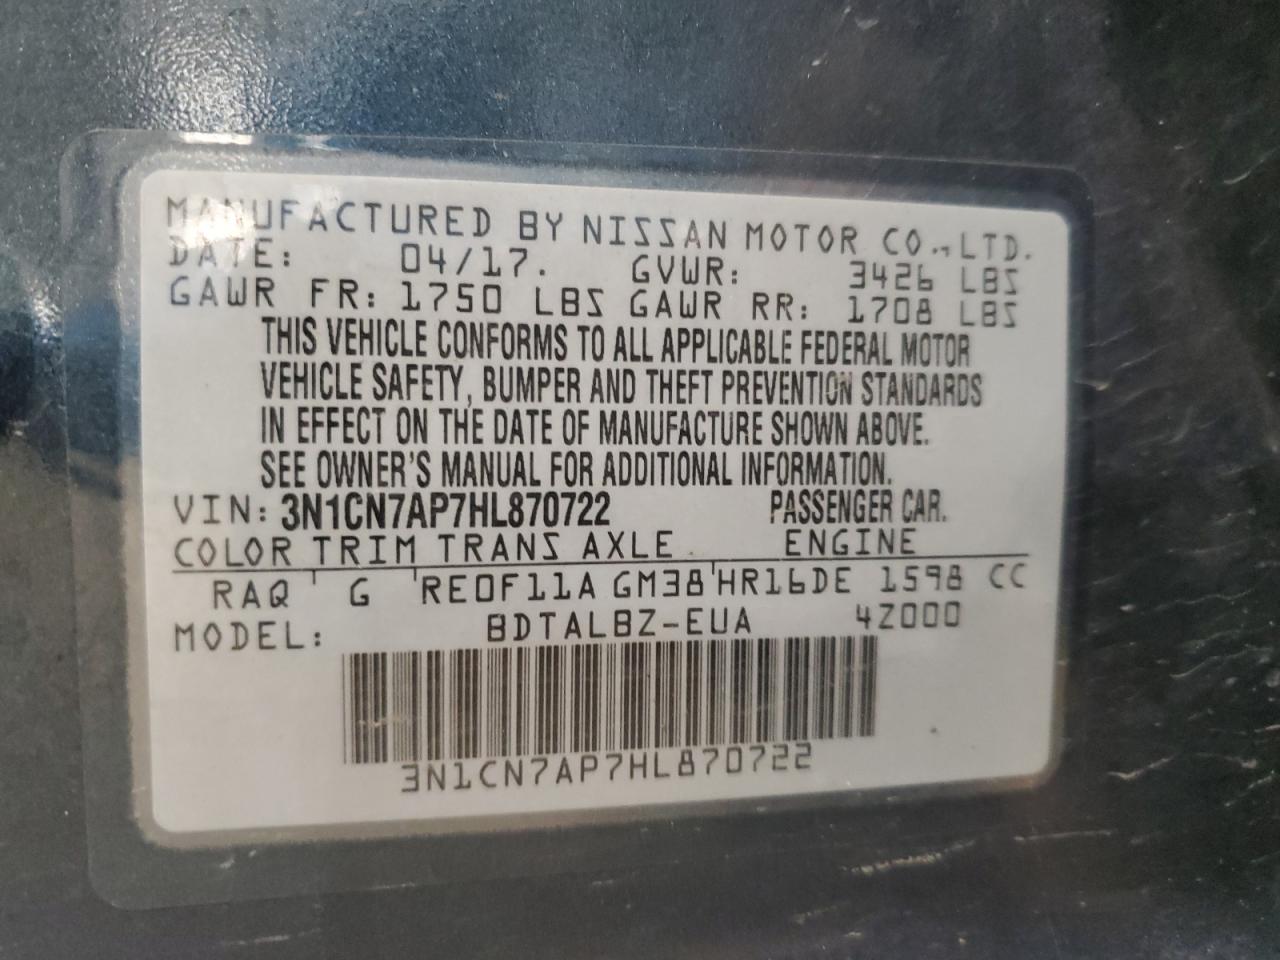 MANUFACTURED BY NISSAN MOTOR CO.,LTD.
DATE: 04/17. GVWR: 3426 LBS
GAWR FR: 1750 LBS GAWR RR: 1708 LBS
THIS VEHICLE CONFORMS TO ALL APPLICABLE FEDERAL MOTOR
VEHICLE SAFETY, BUMPER AND THEFT PREVENTION STANDARDS
IN EFFECT ON THE DATE OF MANUFACTURE SHOWN ABOVE.
SEE OWNER'S MANUAL FOR ADDITIONAL INFORMATION.
VIN: 3N1CN7AP7HL870722 PASSENGER CAR.
COLOR TRIM TRANS AXLE ENGINE
RAQ G RE0F11A GM38 HR16DE 1598 CC
MODEL: BDTALBZ-EUA 4Z000
3N1CN7AP7HL870722